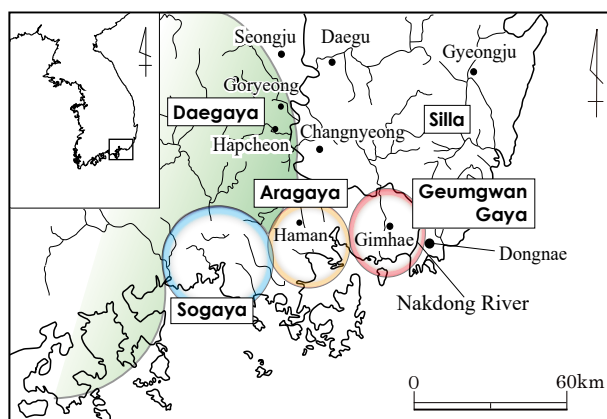 Seongju
Daegu
Gyeongju
Goryeong
Daegaya
Silla
Hapcheon
Changnyeong
Aragaya
Geumgwan
Gaya
Haman
Gimhae
Dongnae
Nakdong River
Sogaya
0
60km